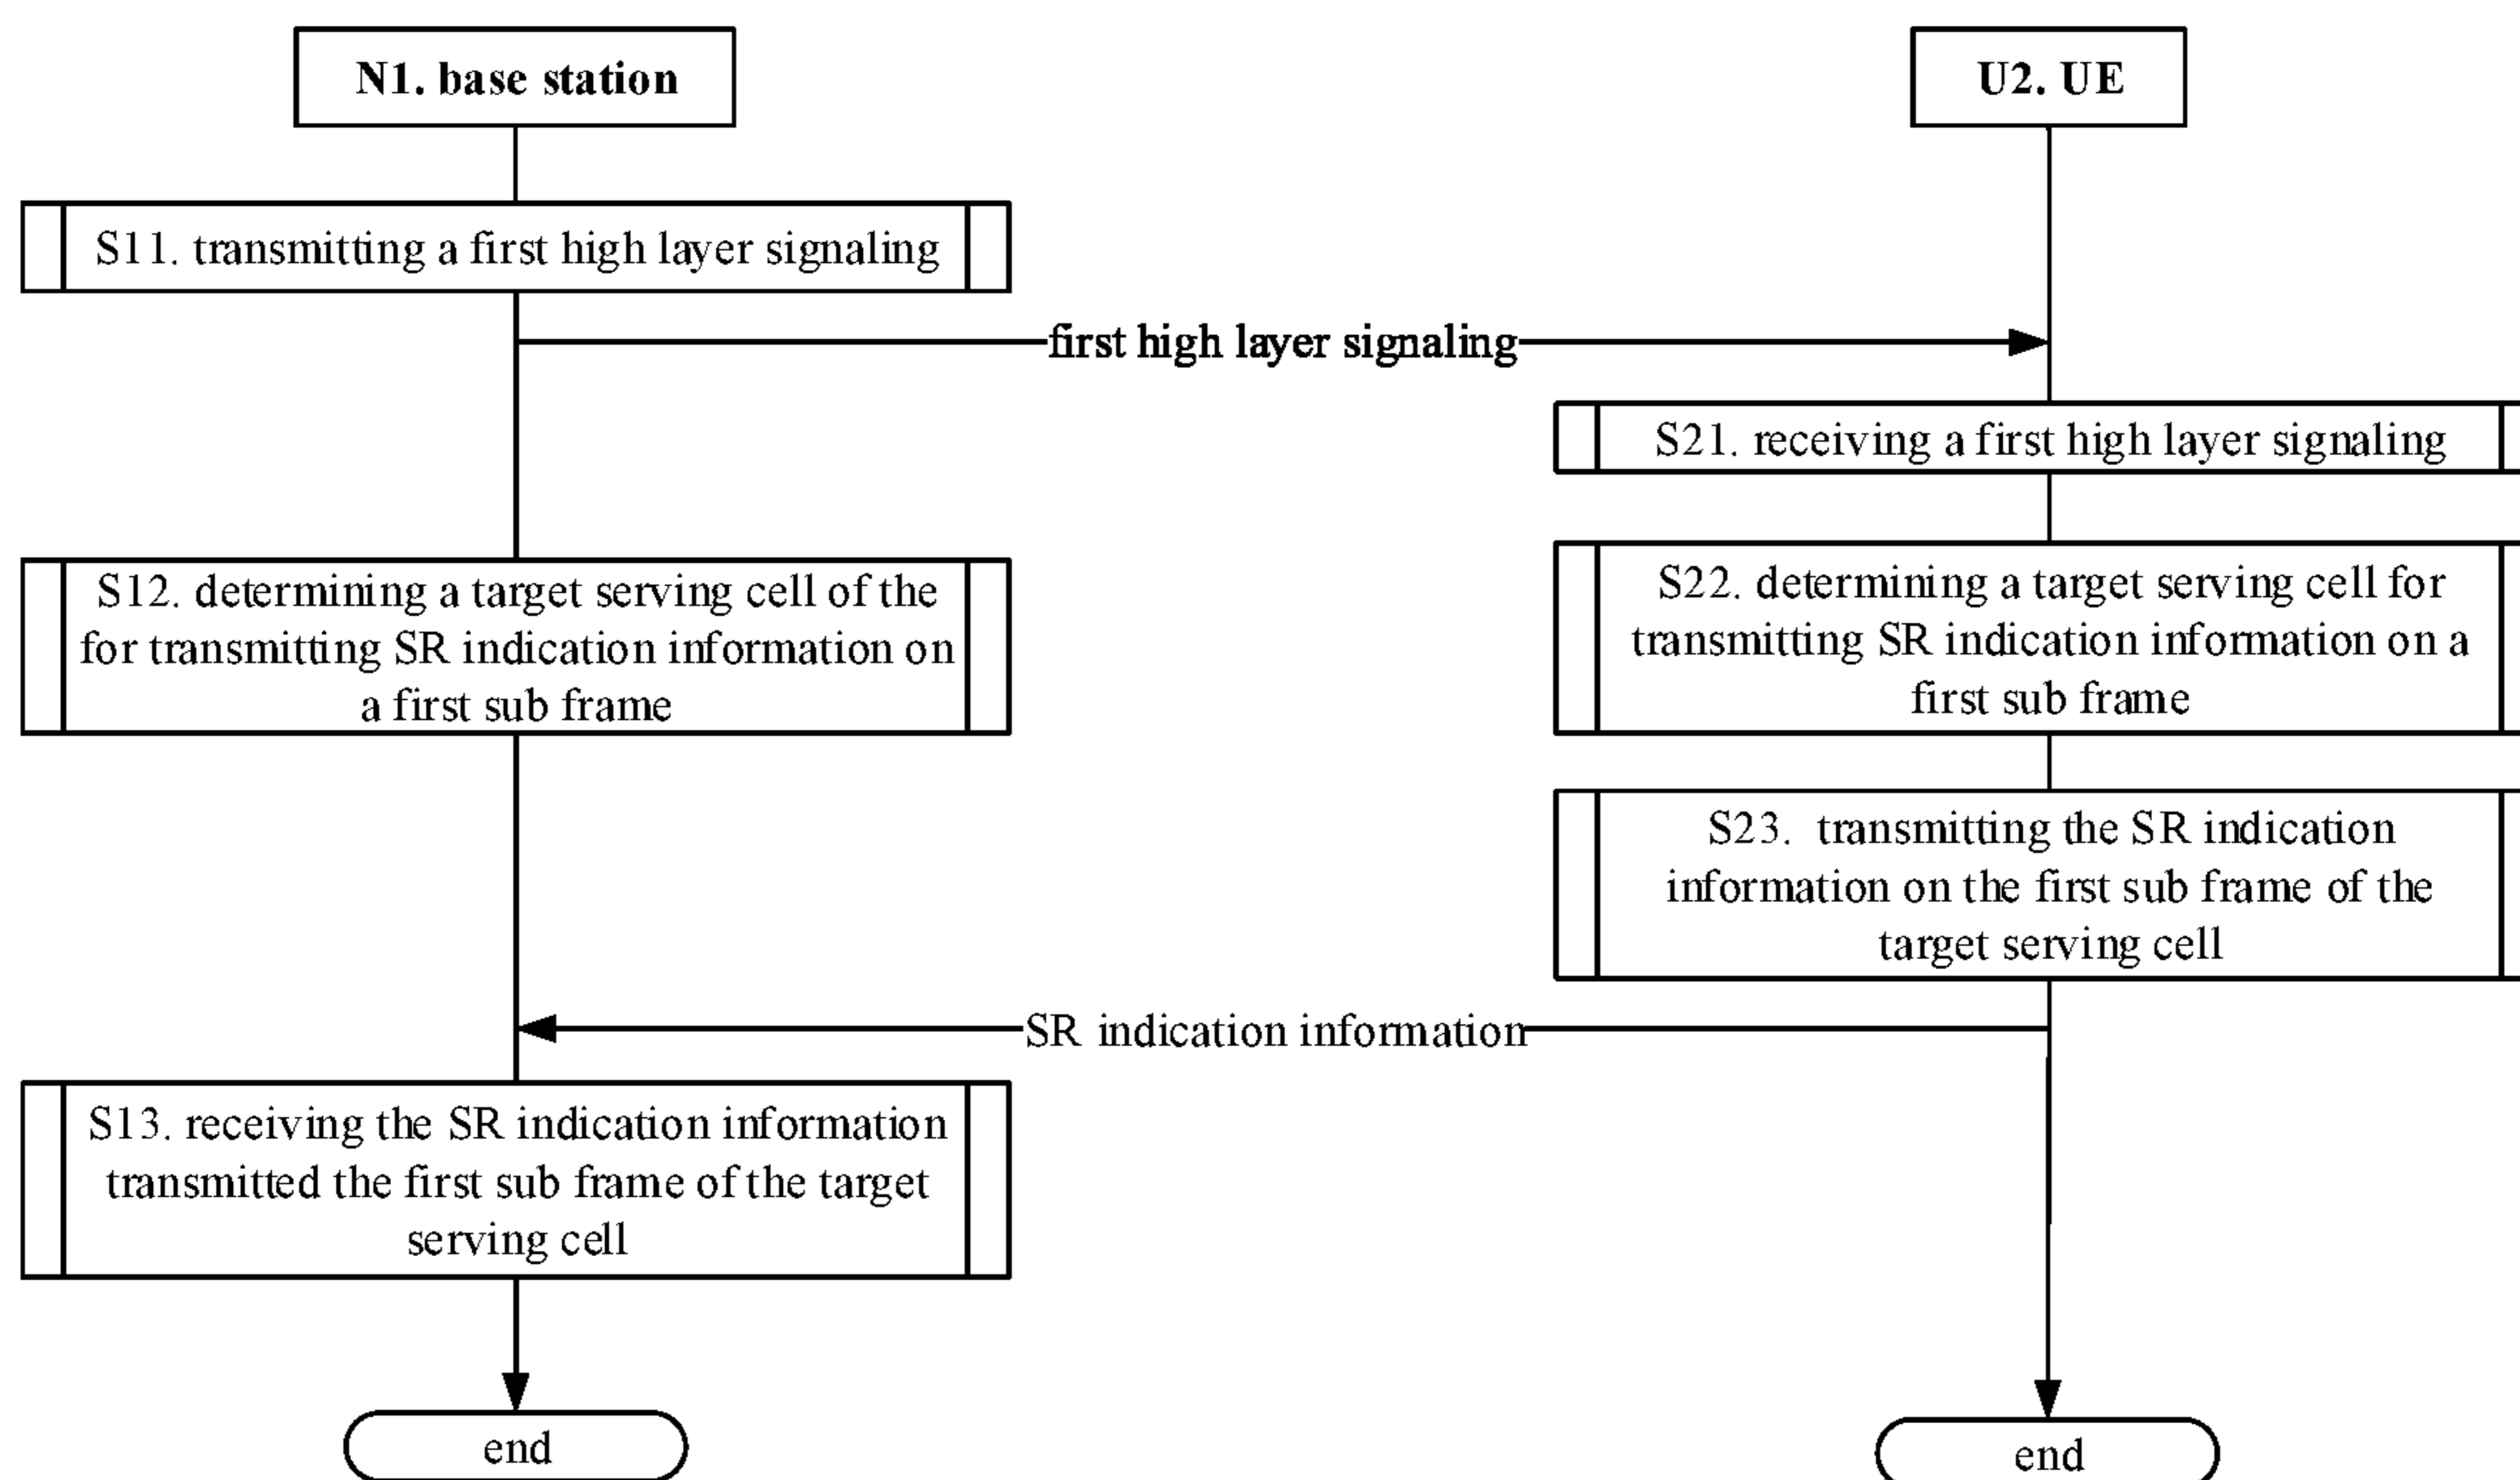 N1. base station
U2. UE
S11. transmitting a first high layer signaling
first high layer signaling
S21. receiving a first high layer signaling
S12. determining a target serving cell of the
for transmitting SR indication information on
a first sub frame
S22. determining a target serving cell for
transmitting SR indication information on a
first sub frame
S23. transmitting the SR indication
information on the first sub frame of the
target serving cell
SR indication information
S13. receiving the SR indication information
transmitted the first sub frame of the target
serving cell
end
end